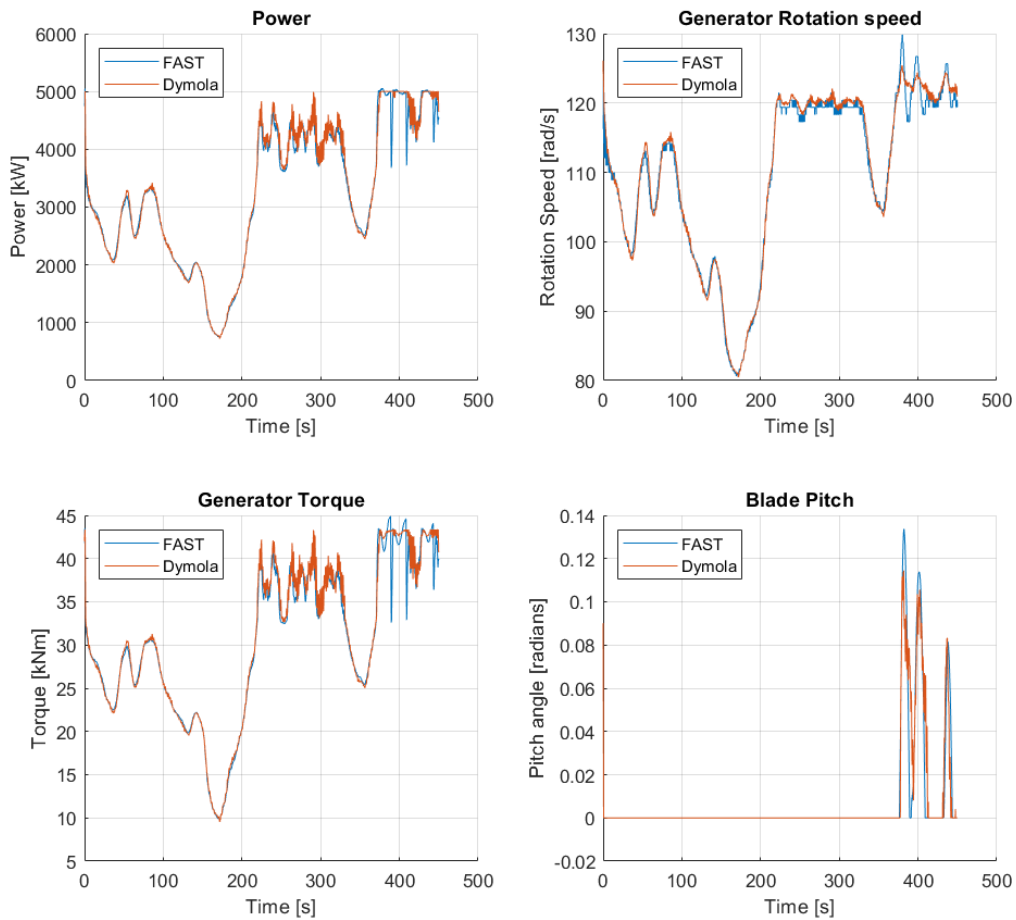 Power
6000
5000
4000
3000
2000
1000
0
Power [kW]
FAST
Dymola
0 100 200 300 400 500
Time [s]
Generator Rotation speed
130
120
110
100
90
80
Rotation Speed [rad/s]
FAST
Dymola
0 100 200 300 400 500
Time [s]
Generator Torque
45
40
35
30
25
20
15
10
5
Torque [kNm]
FAST
Dymola
0 100 200 300 400 500
Time [s]
Blade Pitch
0.14
0.12
0.1
0.08
0.06
0.04
0.02
0
-0.02
Pitch angle [radians]
FAST
Dymola
0 100 200 300 400 500
Time [s]